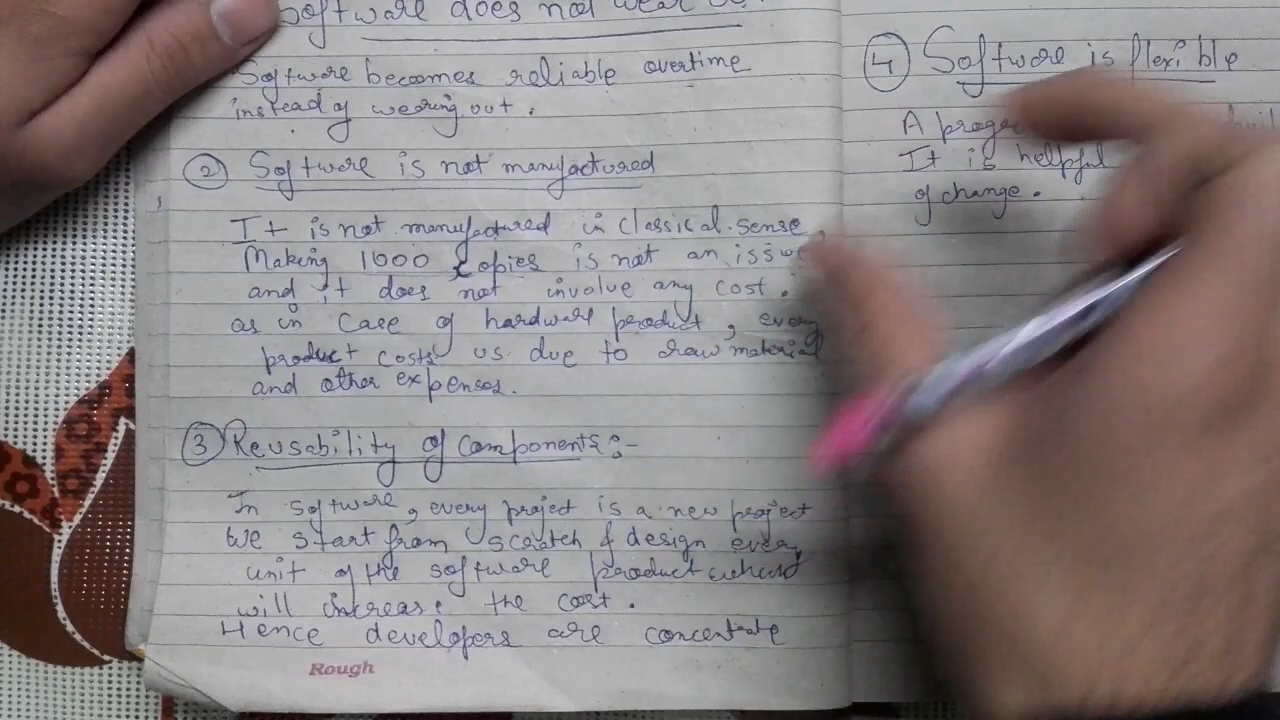 Software does not wear
Software becomes reliable overtime
instead of wearing out.
② Software is not manufactured
It is not manufactured in classical sense,
Making 1000 copies is not an issue
and it does not involve any cost.
as in case of hardware product, every
product costs us due to raw material
and other expenses.
③ Reusability of components:-
In software, every project is a new project
We start from scratch & design every
unit of the software product which
will increase the cost.
Hence developers are concentrate
Rough
④ Software is flexible
A
It is helpful
of change.